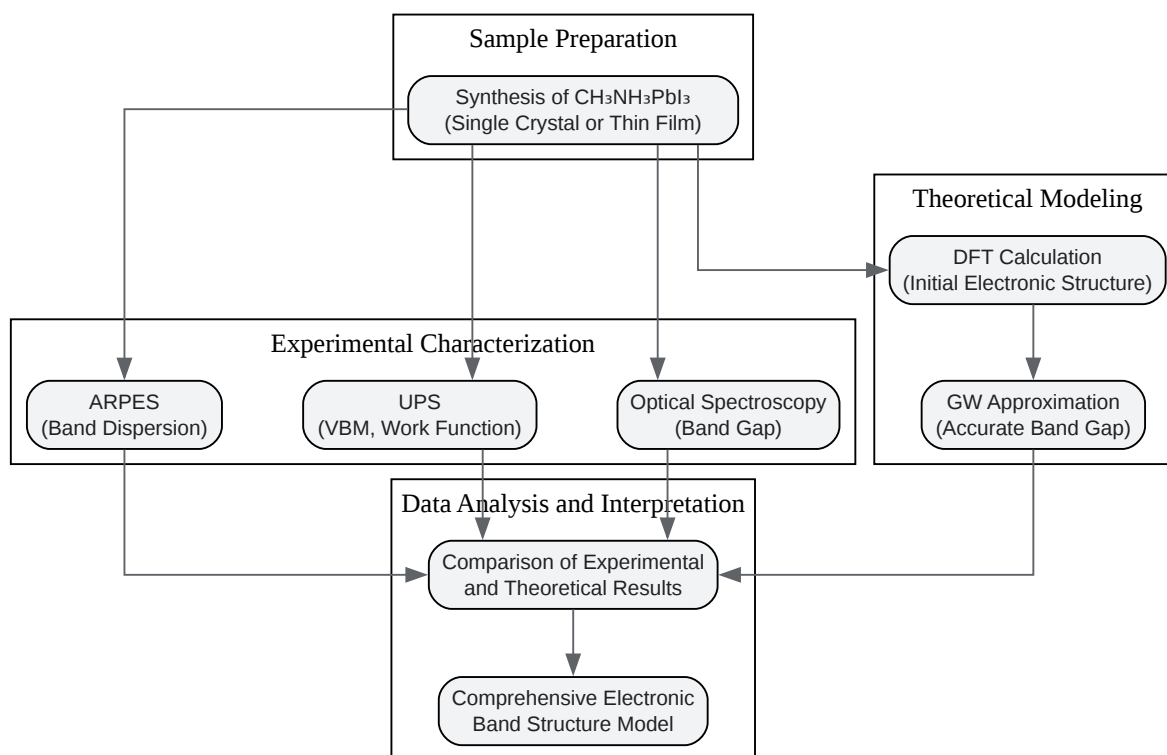 Sample Preparation
Synthesis of CH₃NH₃PbI₃
(Single Crystal or Thin Film)
Theoretical Modeling
DFT Calculation
(Initial Electronic Structure)
Experimental Characterization
ARPES
(Band Dispersion)
UPS
(VBM, Work Function)
Optical Spectroscopy
(Band Gap)
GW Approximation
(Accurate Band Gap)
Data Analysis and Interpretation
Comparison of Experimental
and Theoretical Results
Comprehensive Electronic
Band Structure Model